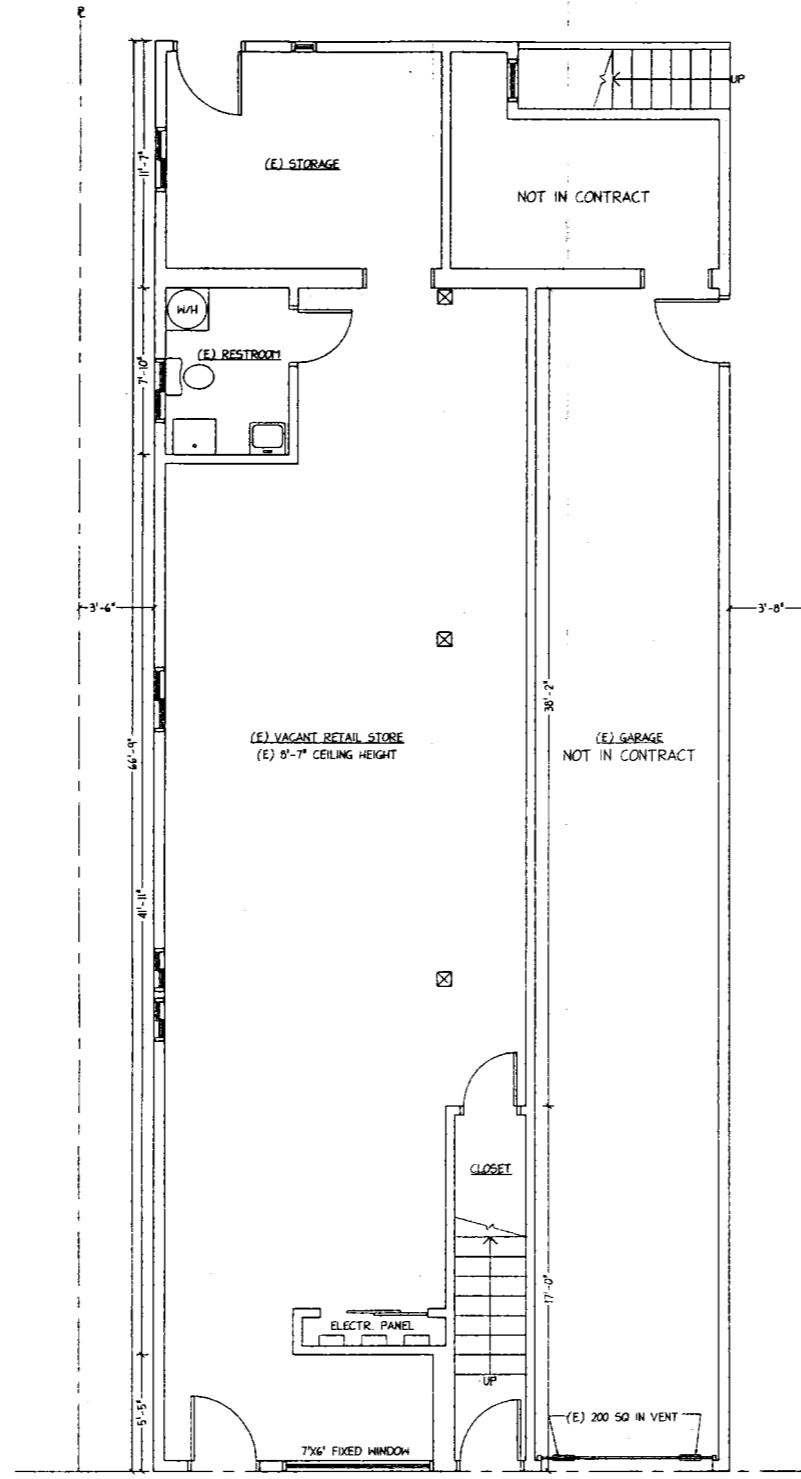 UP
(E) STORAGE
11'-7"
NOT IN CONTRACT
W/H
(E) RESTROOM
7'-10"
3'-6"
3'-8"
38'-2"
66'-9"
(E) VACANT RETAIL STORE
(E) 8'-7" CEILING HEIGHT
(E) GARAGE
NOT IN CONTRACT
41'-11"
CLOSET
17'-0"
ELECTR. PANEL
UP
5'-5"
(E) 200 SQ IN VENT
7'X6' FIXED WINDOW